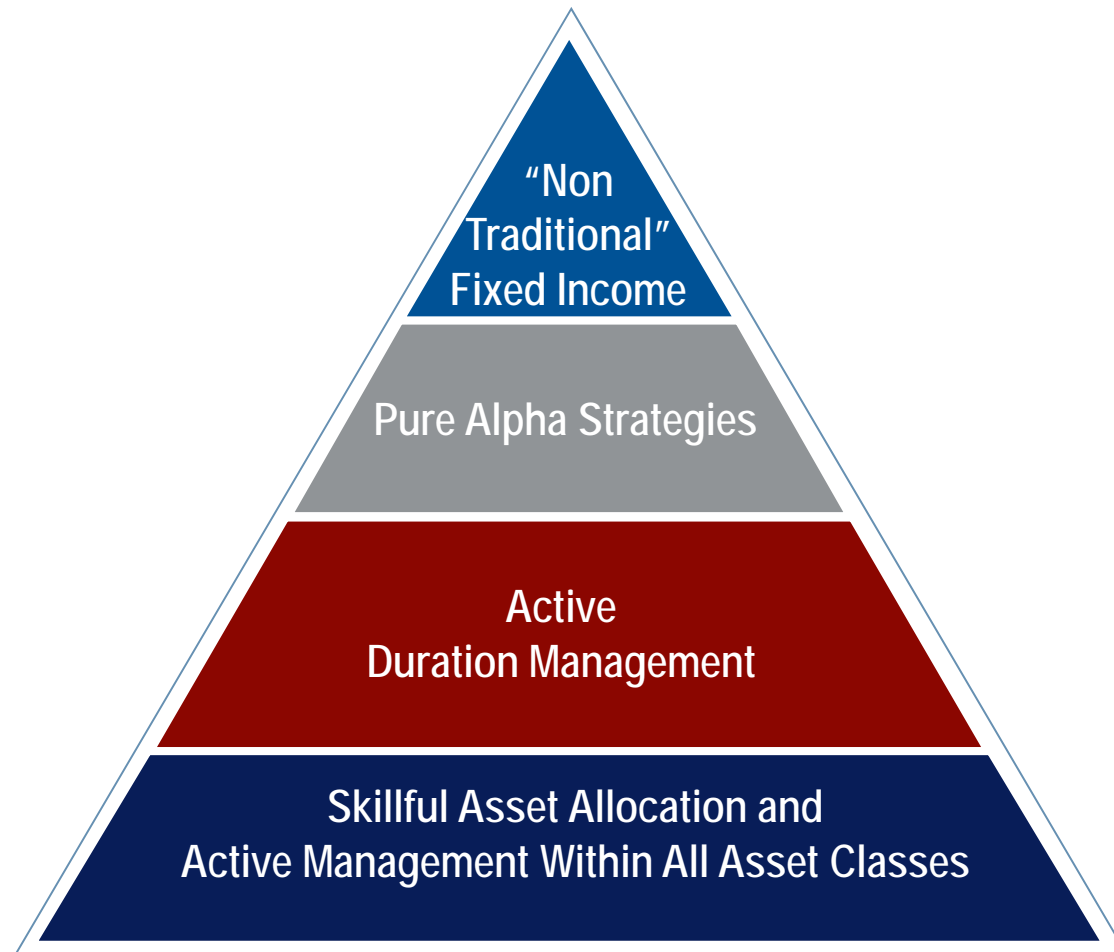 “Non
Traditional”
Fixed Income
Pure Alpha Strategies
Active
Duration Management
Skillful Asset Allocation and
Active Management Within All Asset Classes